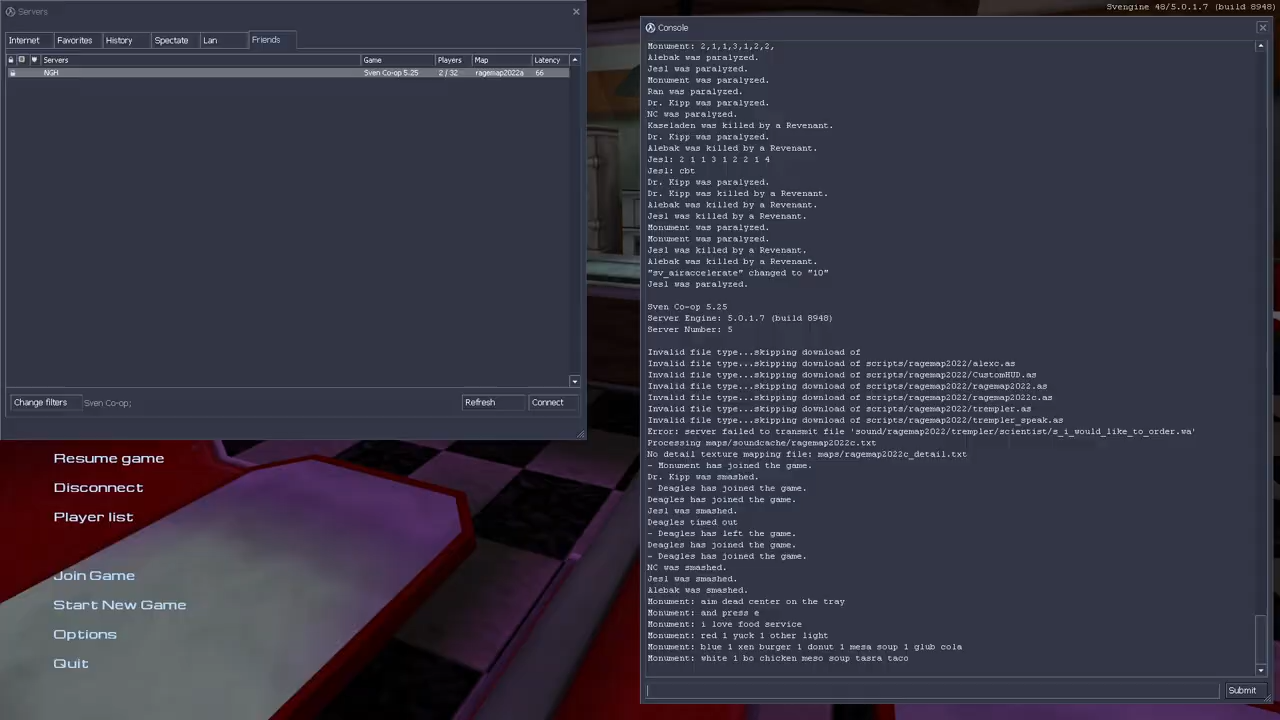 Svengine 48/5.0.1.7 (build 8948)
Servers
Internet Favorites History Spectate Lan Friends
Servers Game Players Map Latency
NGH Sven Co-op 5.25 2 / 32 ragemap2022a 66
Change filters Sven Co-op; Refresh Connect
Resume game
Disconnect
Player list
Join Game
Start New Game
Options
Quit
Console
Monument: 2,1,1,3,1,2,2,
Alebak was paralyzed.
Jesl was paralyzed.
Monument was paralyzed.
Ran was paralyzed.
Dr. Kipp was paralyzed.
NC was paralyzed.
Kaseladen was killed by a Revenant.
Dr. Kipp was paralyzed.
Alebak was killed by a Revenant.
Jesl: 2 1 1 3 1 2 2 1 4
Jesl: cbt
Dr. Kipp was paralyzed.
Dr. Kipp was killed by a Revenant.
Alebak was killed by a Revenant.
Jesl was killed by a Revenant.
Monument was paralyzed.
Monument was paralyzed.
Jesl was killed by a Revenant.
Alebak was killed by a Revenant.
"sv_airaccelerate" changed to "10"
Jesl was paralyzed.
Sven Co-op 5.25
Server Engine: 5.0.1.7 (build 8948)
Server Number: 5
Invalid file type...skipping download of
Invalid file type...skipping download of scripts/ragemap2022/alexc.as
Invalid file type...skipping download of scripts/ragemap2022/CustomHUD.as
Invalid file type...skipping download of scripts/ragemap2022/ragemap2022.as
Invalid file type...skipping download of scripts/ragemap2022/ragemap2022c.as
Invalid file type...skipping download of scripts/ragemap2022/trempler.as
Invalid file type...skipping download of scripts/ragemap2022/trempler_speak.as
Error: server failed to transmit file 'sound/ragemap2022/trempler/scientist/s_i_would_like_to_order.wa'
Processing maps/soundcache/ragemap2022c.txt
No detail texture mapping file: maps/ragemap2022c_detail.txt
- Monument has joined the game.
Dr. Kipp was smashed.
- Deagles has joined the game.
Deagles has joined the game.
Jesl was smashed.
Deagles timed out
- Deagles has left the game.
Deagles has joined the game.
- Deagles has joined the game.
NC was smashed.
Jesl was smashed.
Alebak was smashed.
Monument: aim dead center on the tray
Monument: and press e
Monument: i love food service
Monument: red 1 yuck 1 other light
Monument: blue 1 xen burger 1 donut 1 mesa soup 1 glub cola
Monument: white 1 bo chicken meso soup tasra taco
Submit